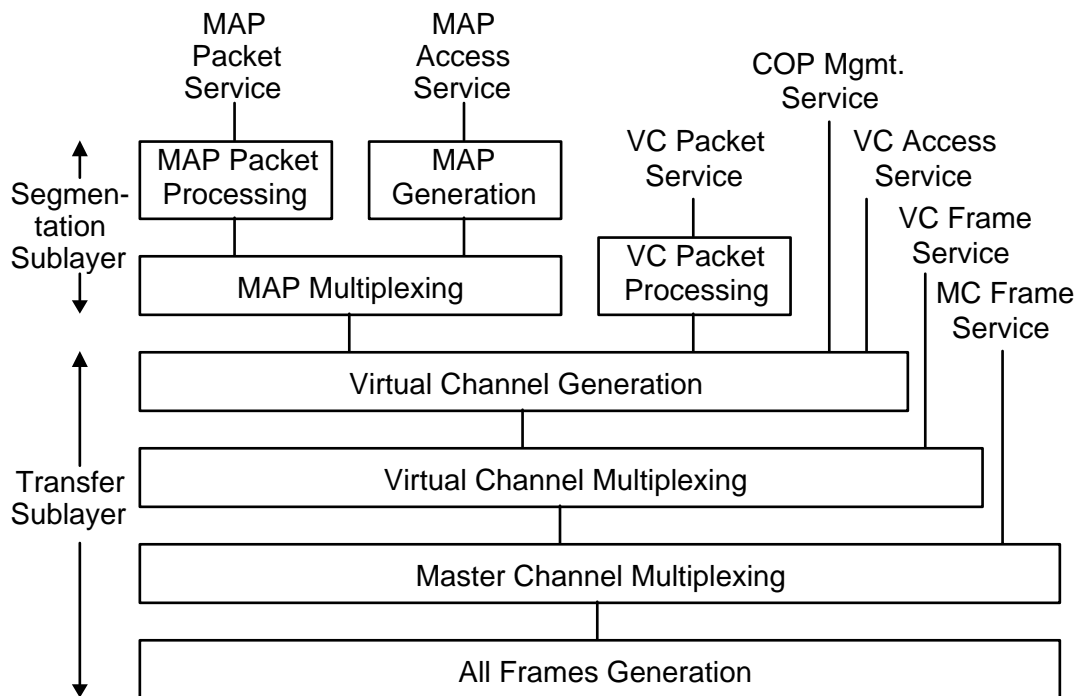 MAP
Packet
Service
MAP
Access
Service
COP Mgmt.
Service
VC Packet
Service
VC Access
Service
VC Frame
Service
MC Frame
Service
Segmen-
tation
Sublayer
MAP Packet
Processing
MAP
Generation
VC Packet
Processing
MAP Multiplexing
Transfer
Sublayer
Virtual Channel Generation
Virtual Channel Multiplexing
Master Channel Multiplexing
All Frames Generation